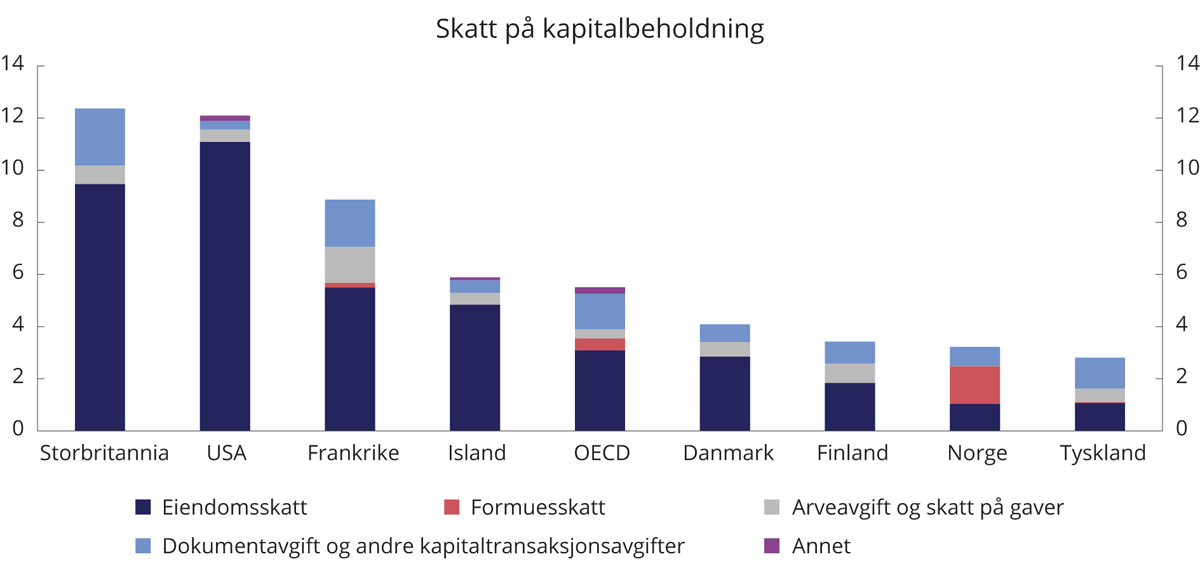 Skatt på kapitalbeholdning
14 14
12 12
10 10
8 8
6 6
4 4
2 2
0 0
Storbritannia USA Frankrike Island OECD Danmark Finland Norge Tyskland
Eiendomsskatt Formuesskatt Arveavgift og skatt på gaver
Dokumentavgift og andre kapitaltransaksjonsavgifter Annet